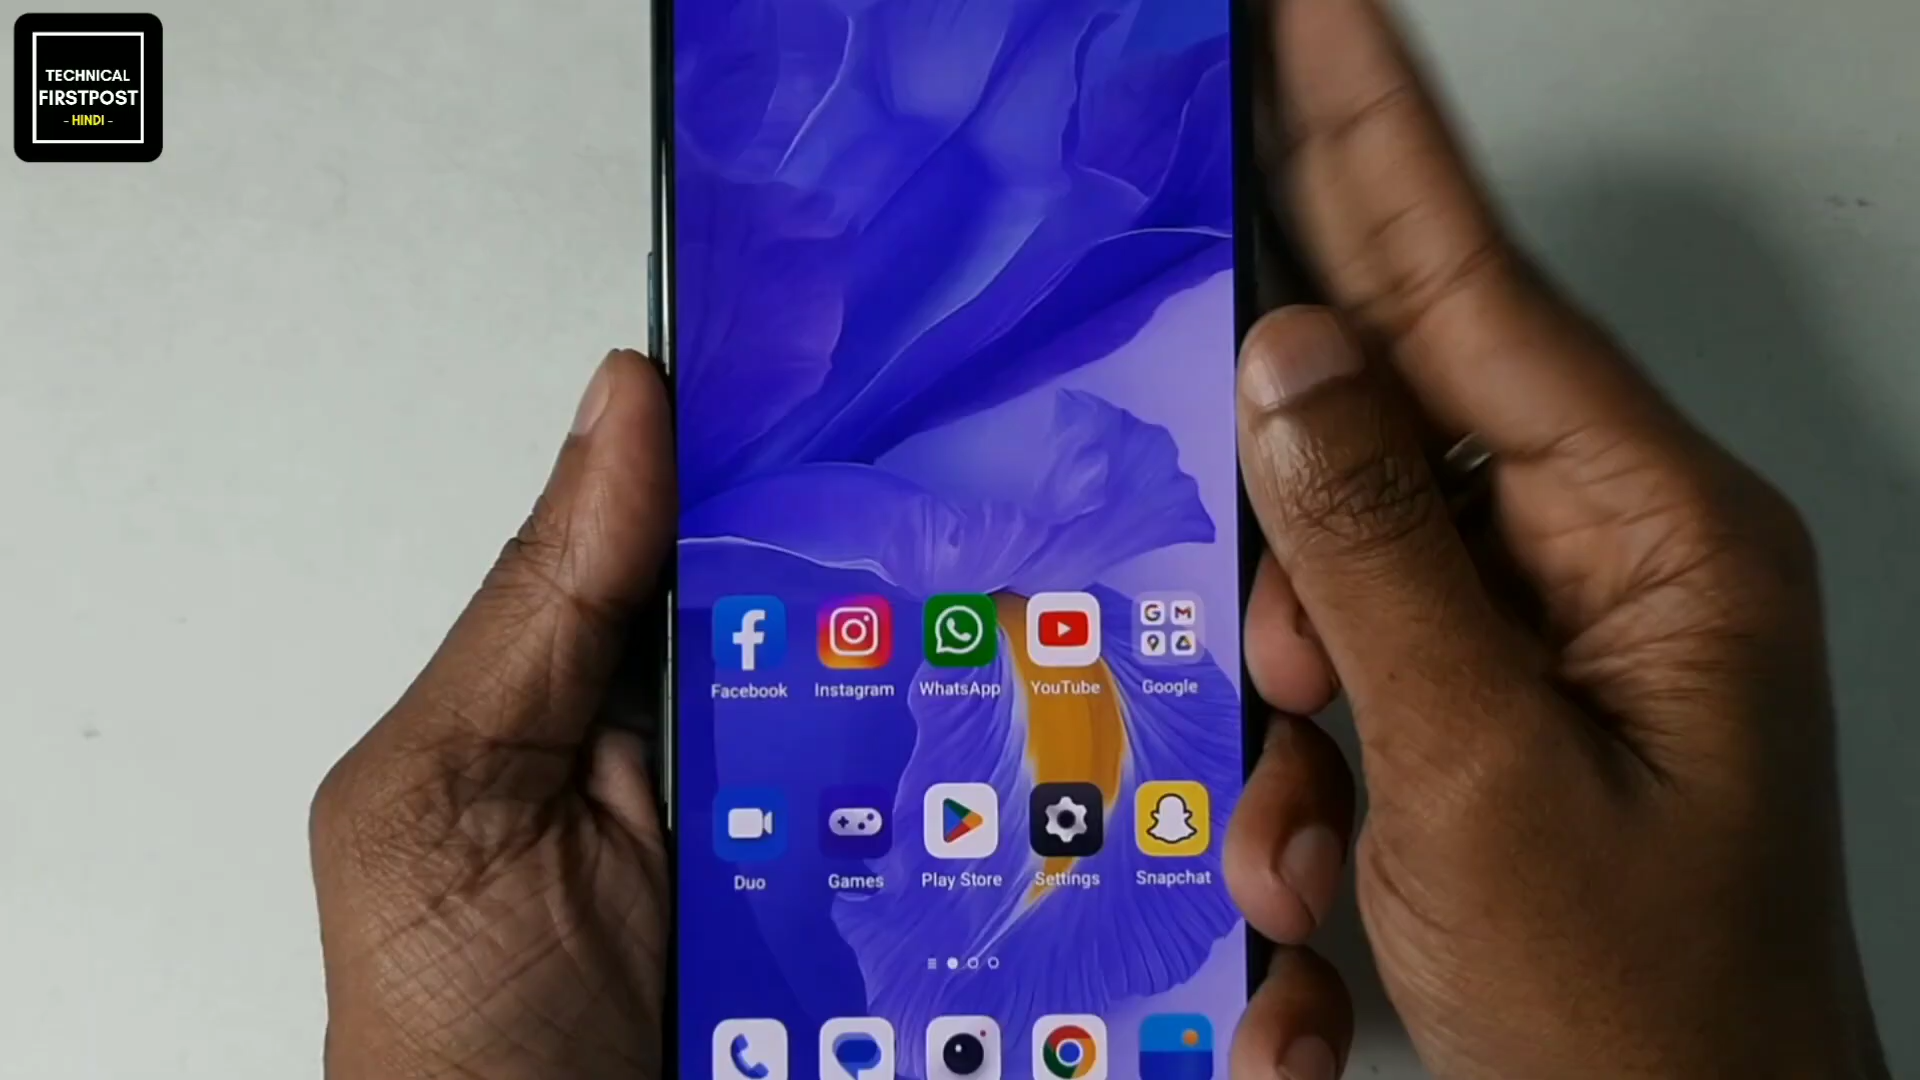 TECHNICAL
FIRSTPOST
- HINDI -
Facebook
Instagram
WhatsApp
YouTube
Google
Duo
Games
Play Store
Settings
Snapchat